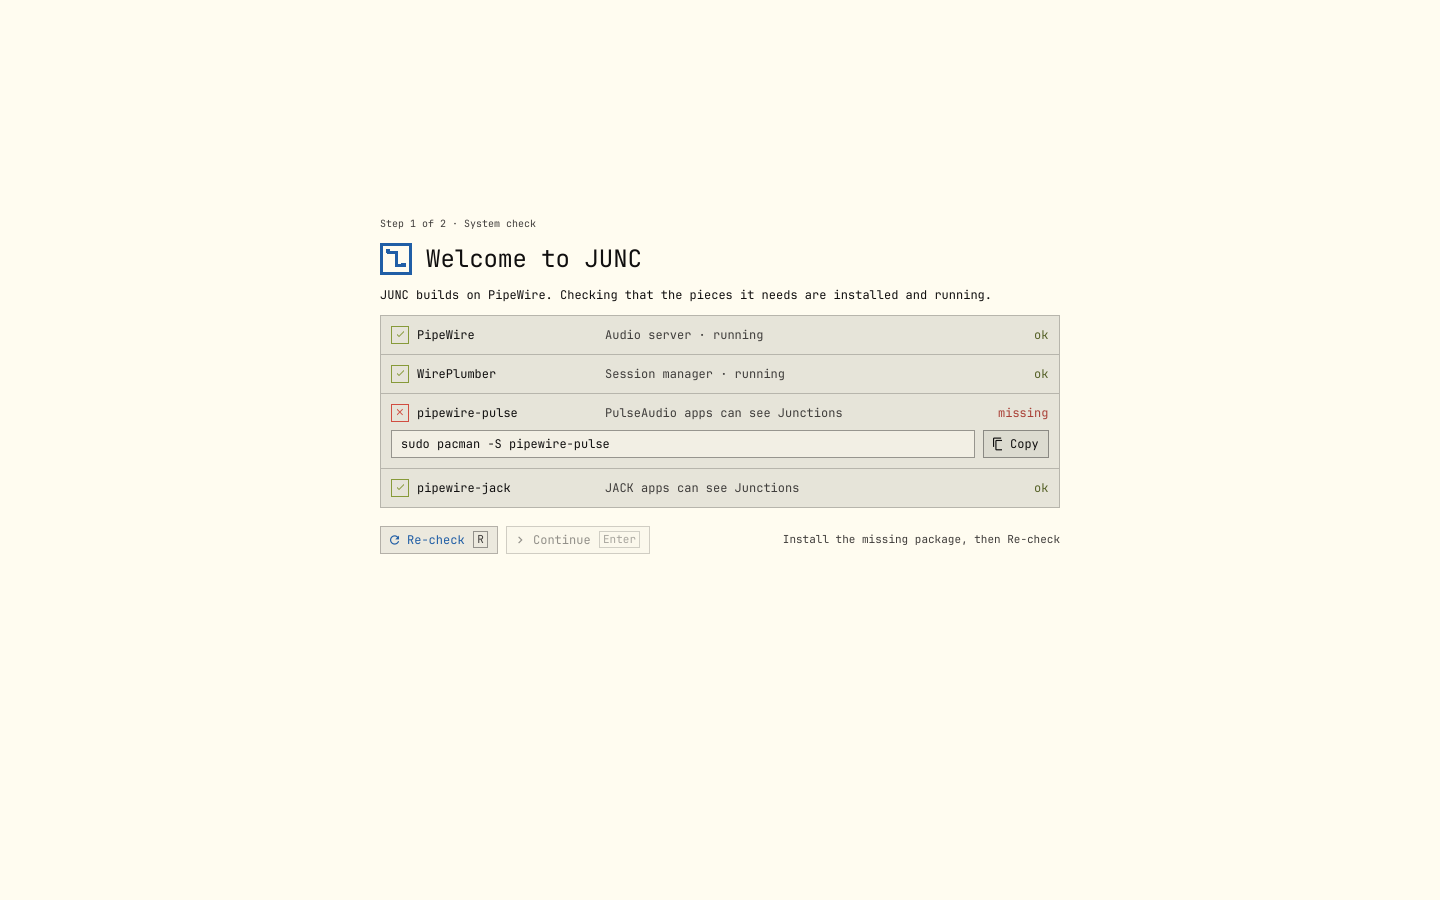 Step 1 of 2 · System check
Welcome to JUNC
JUNC builds on PipeWire. Checking that the pieces it needs are installed and running.
PipeWire Audio server · running ok
WirePlumber Session manager · running ok
pipewire-pulse PulseAudio apps can see Junctions missing
sudo pacman -S pipewire-pulse Copy
pipewire-jack JACK apps can see Junctions ok
Re-check R Continue Enter Install the missing package, then Re-check